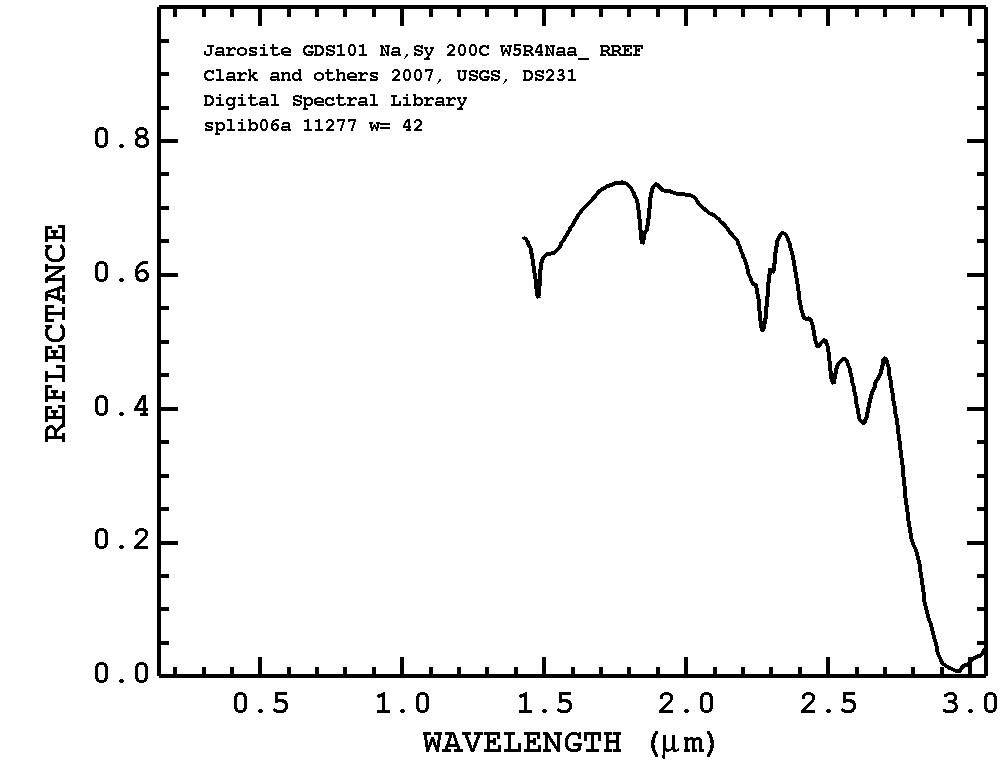 Jarosite GDS101 Na,Sy 200C W5R4Naa_ RREF
Clark and others 2007, USGS, DS231
Digital Spectral Library
splib06a 11277 w= 42
REFLECTANCE
0.8
0.6
0.4
0.2
0.0
0.5 1.0 1.5 2.0 2.5 3.0
WAVELENGTH (μm)